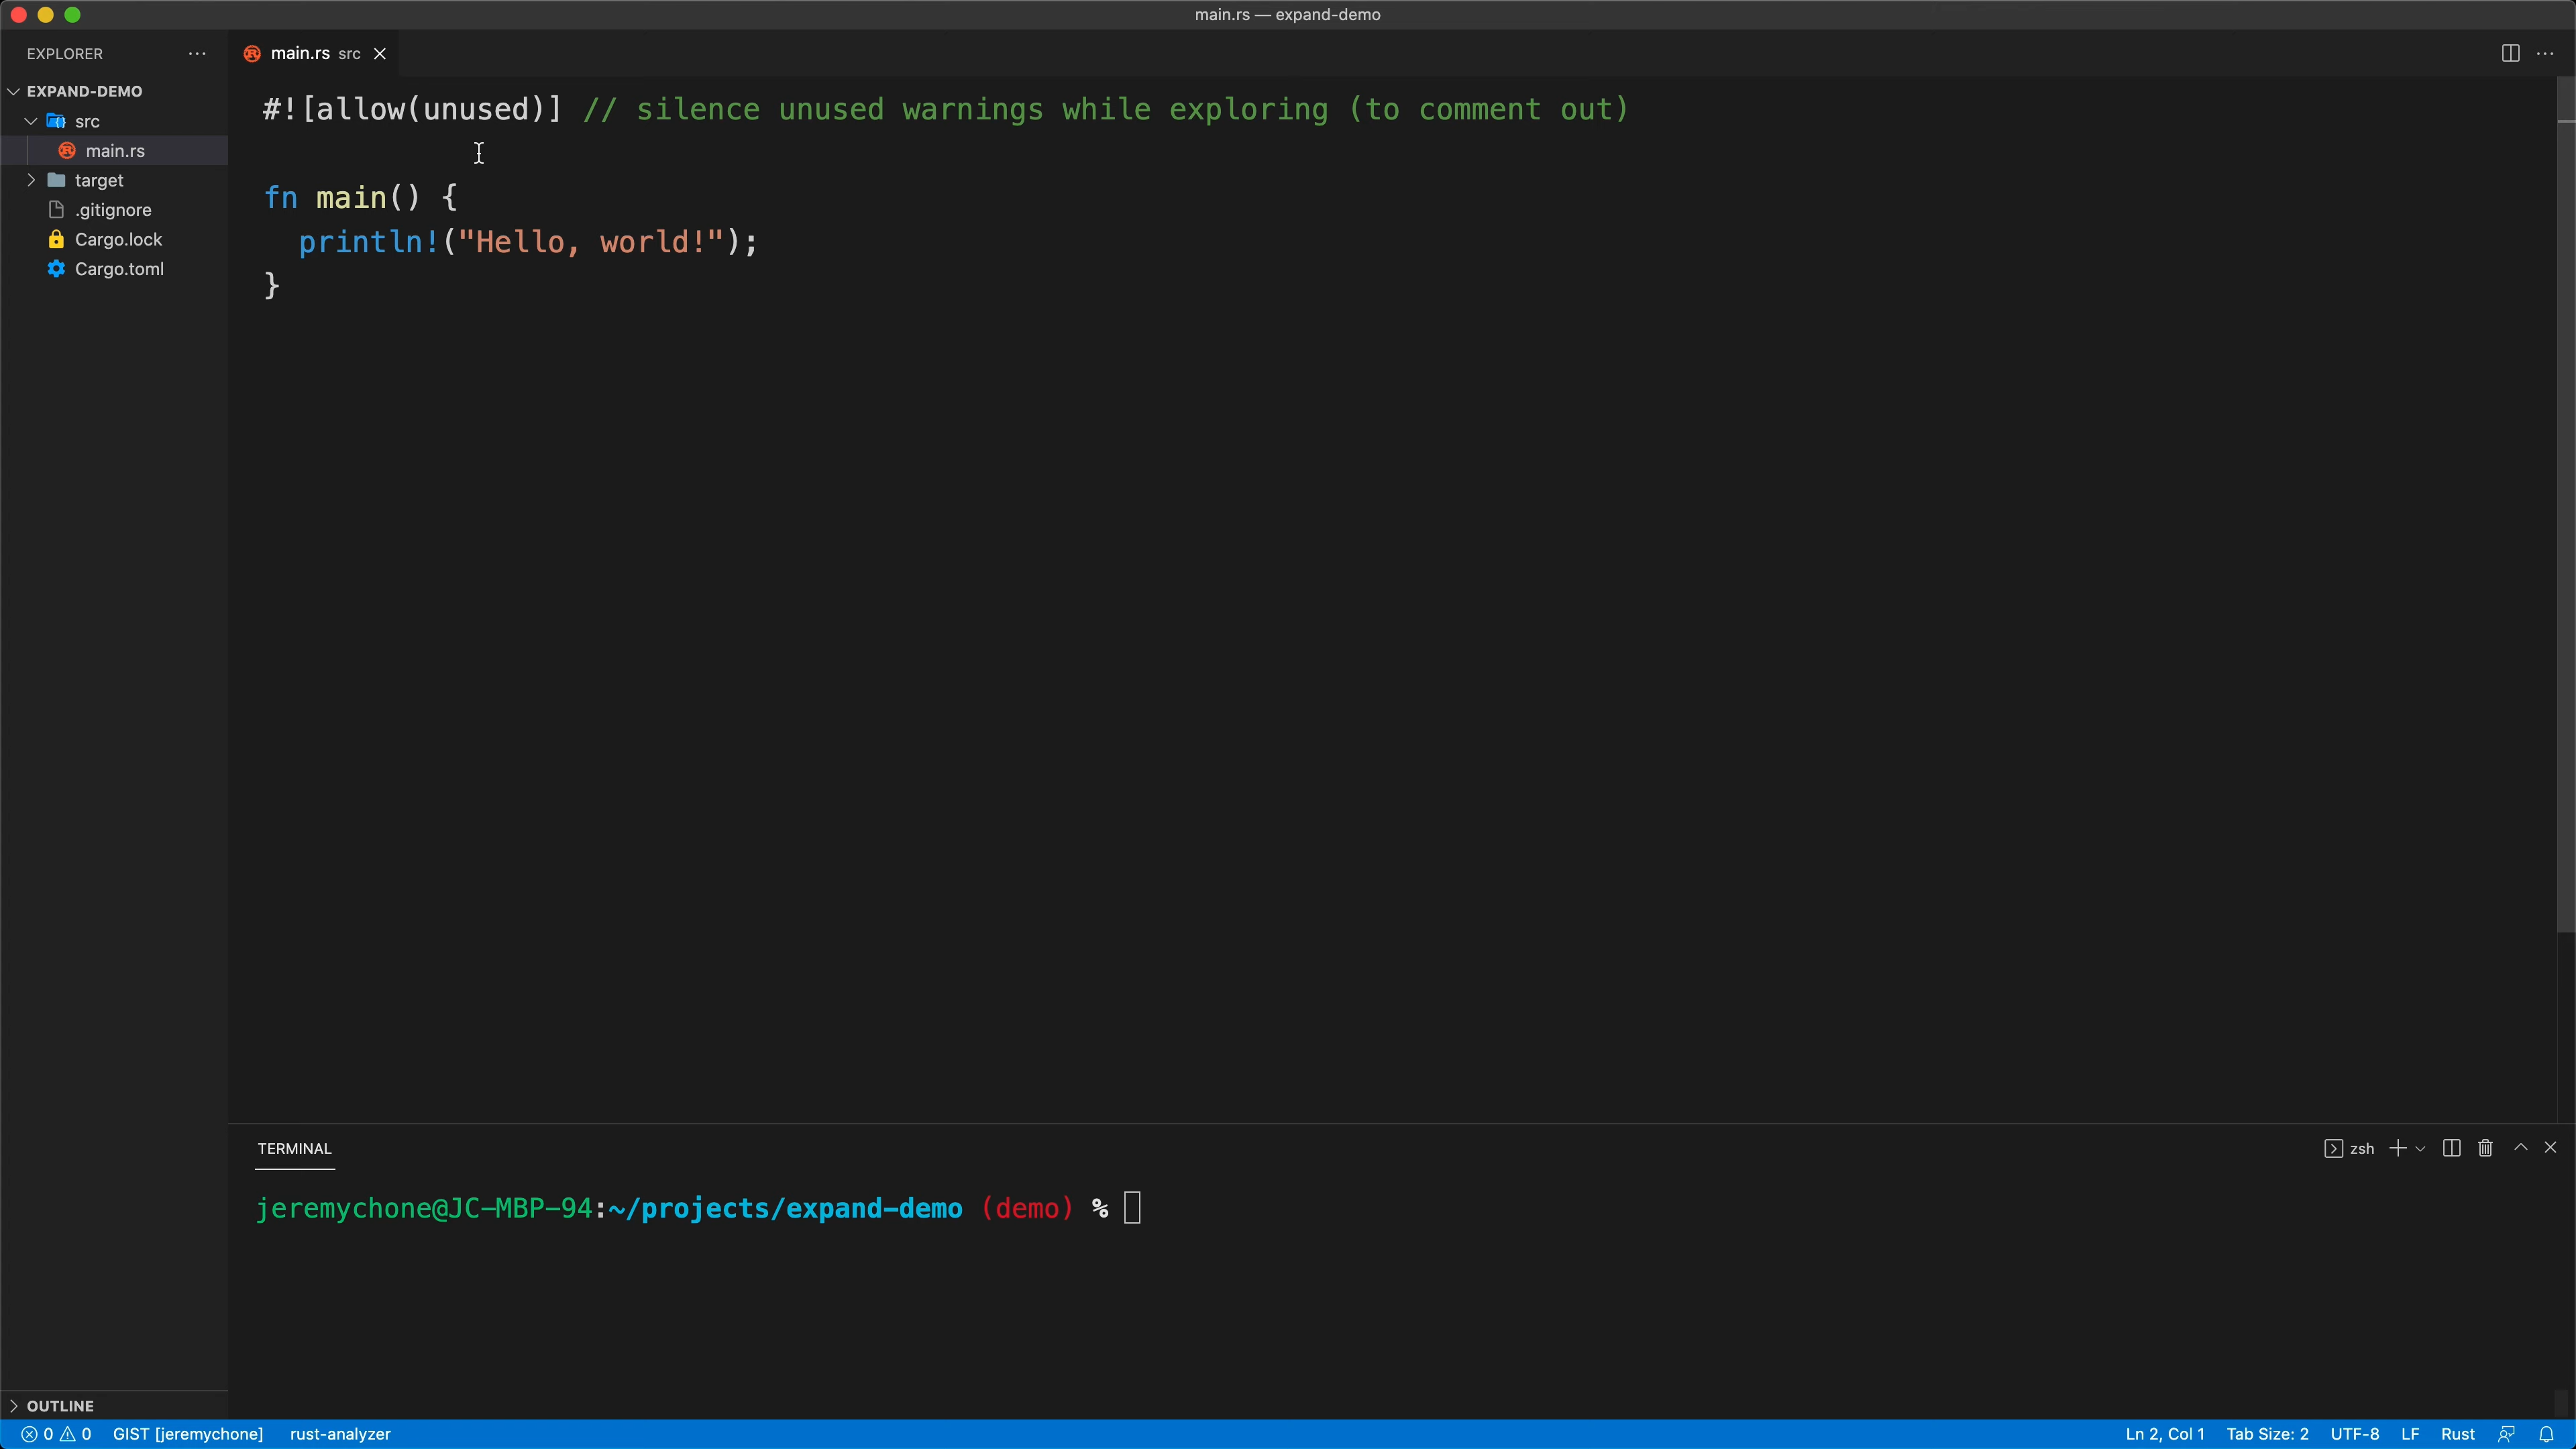 main.rs — expand-demo
EXPLORER
EXPAND-DEMO
src
main.rs
target
.gitignore
Cargo.lock
Cargo.toml
OUTLINE
main.rs src
#![allow(unused)] // silence unused warnings while exploring (to comment out)
fn main() {
  println!("Hello, world!");
}
TERMINAL
zsh
jeremychone@JC-MBP-94:~/projects/expand-demo (demo) %
0 0 GIST [jeremychone] rust-analyzer
Ln 2, Col 1 Tab Size: 2 UTF-8 LF Rust